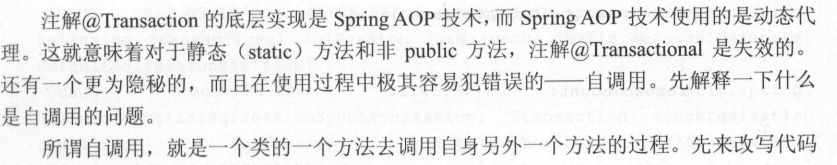 注解@Transaction 的底层实现是 Spring AOP 技术，而 Spring AOP 技术使用的是动态代
理。这就意味着对于静态（static）方法和非 public 方法，注解@Transactional 是失效的。
还有一个更为隐秘的，而且在使用过程中极其容易犯错误的——自调用。先解释一下什么
是自调用的问题。
所谓自调用，就是一个类的一个方法去调用自身另外一个方法的过程。先来改写代码